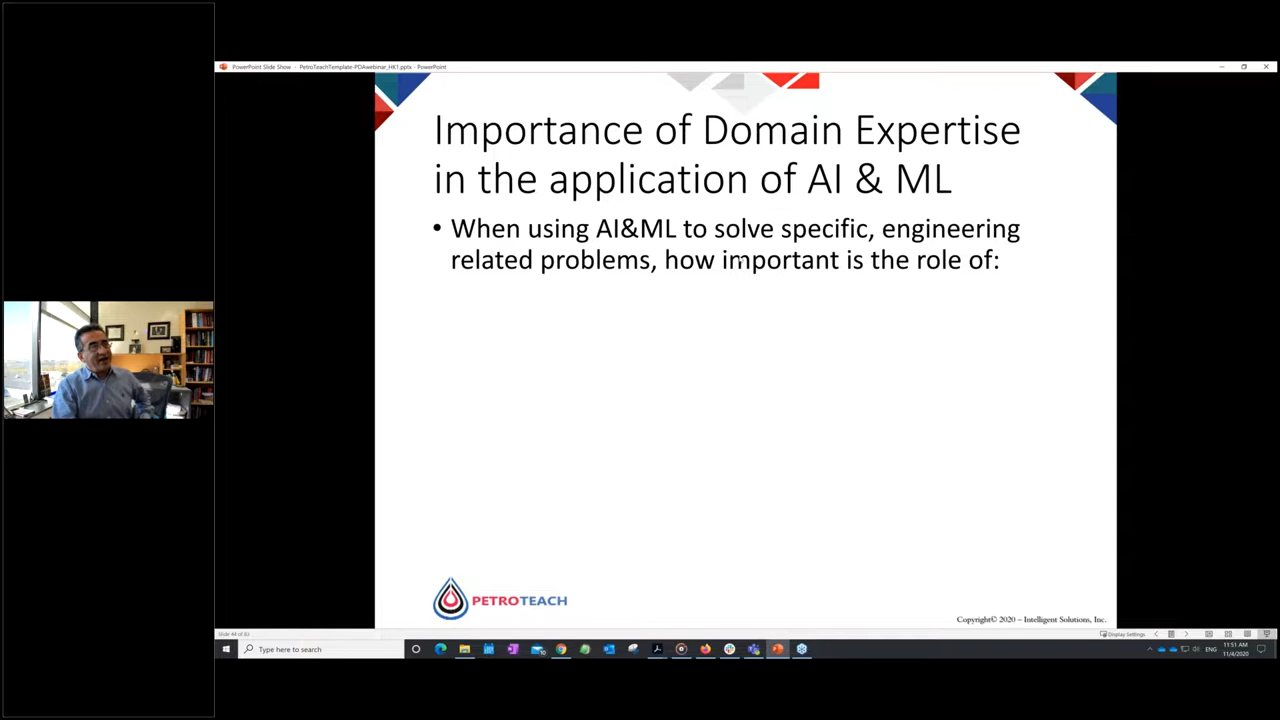 PowerPoint Slide Show - PetroTeachTemplate-PDAwebinar_HK1.pptx - PowerPoint
Importance of Domain Expertise
in the application of AI & ML
• When using AI&ML to solve specific, engineering
related problems, how important is the role of:
PETROTEACH
Copyright© 2020 – Intelligent Solutions, Inc.
Slide 44 of 83
Display Settings
Type here to search
ENG
11:51 AM
11/4/2020